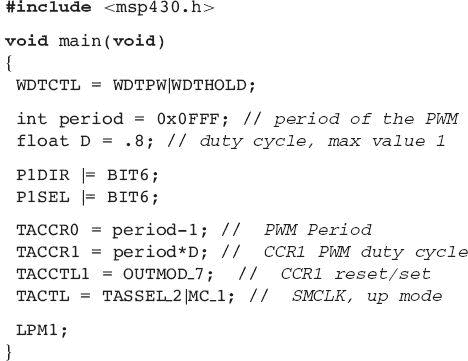 #include <msp430.h>
void main(void)
{
WDTCTL = WDTPW|WDTHOLD;
int period = 0x0FFF; // period of the PWM
float D = .8; // duty cycle, max value 1
P1DIR |= BIT6;
P1SEL |= BIT6;
TACCR0 = period-1; // PWM Period
TACCR1 = period*D; // CCR1 PWM duty cycle
TACCTL1 = OUTMOD_7; // CCR1 reset/set
TACTL = TASSEL_2|MC_1; // SMCLK, up mode
LPM1;
}